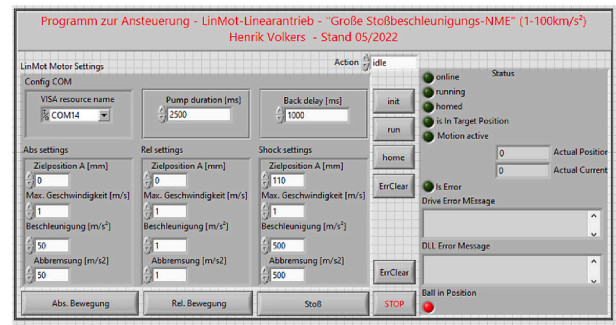 Programm zur Ansteuerung - LinMot-Linearantrieb - "Große Stoßbeschleunigungs-NME" (1-100km/s²)
Henrik Volkers - Stand 05/2022
LinMot Motor Settings
Action
idle
Config COM
VISA resource name
COM14
Pump duration [ms]
2500
Back delay [ms]
1000
init
run
home
ErrClear
ErrClear
STOP
Abs settings
Zielposition A [mm]
0
Max. Geschwindigkeit [m/s]
1
Beschleunigung [m/s²]
50
Abbremsung [m/s2]
50
Abs. Bewegung
Rel settings
Zielposition A [mm]
0
Max. Geschwindigkeit [m/s]
1
Beschleunigung [m/s²]
1
Abbremsung [m/s2]
1
Rel. Bewegung
Shock settings
Zielposition A [mm]
110
Max. Geschwindigkeit [m/s]
1
Beschleunigung [m/s²]
500
Abbremsung [m/s2]
500
Stoß
Status
online
running
homed
is In Target Position
Motion active
0
Actual Position
0
Actual Current
Is Error
Drive Error MEssage
DLL Error Message
Ball in Position